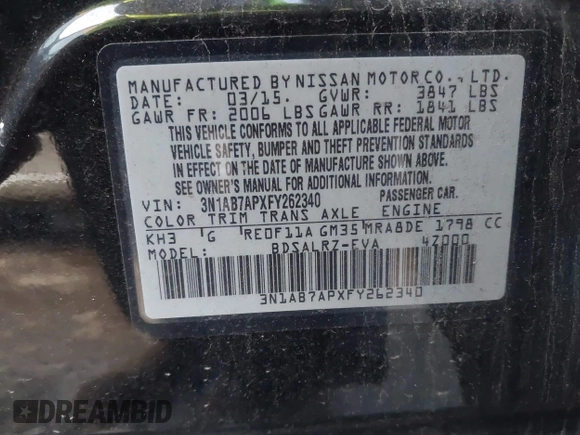 MANUFACTURED BY NISSAN MOTOR CO., LTD.
DATE: 03/15. GVWR: 3847 LBS
GAWR FR: 2006 LBS GAWR RR: 1841 LBS
THIS VEHICLE CONFORMS TO ALL APPLICABLE FEDERAL MOTOR
VEHICLE SAFETY, BUMPER AND THEFT PREVENTION STANDARDS
IN EFFECT ON THE DATE OF MANUFACTURE SHOWN ABOVE.
SEE OWNER'S MANUAL FOR ADDITIONAL INFORMATION.
VIN: 3N1AB7APXFY262340 PASSENGER CAR.
COLOR TRIM TRANS AXLE ENGINE
KH3 G RE0F11A GM35 MRA8DE 1798 CC
MODEL: BDSALRZ-EVA 4Z000
3N1AB7APXFY262340
DREAMBID